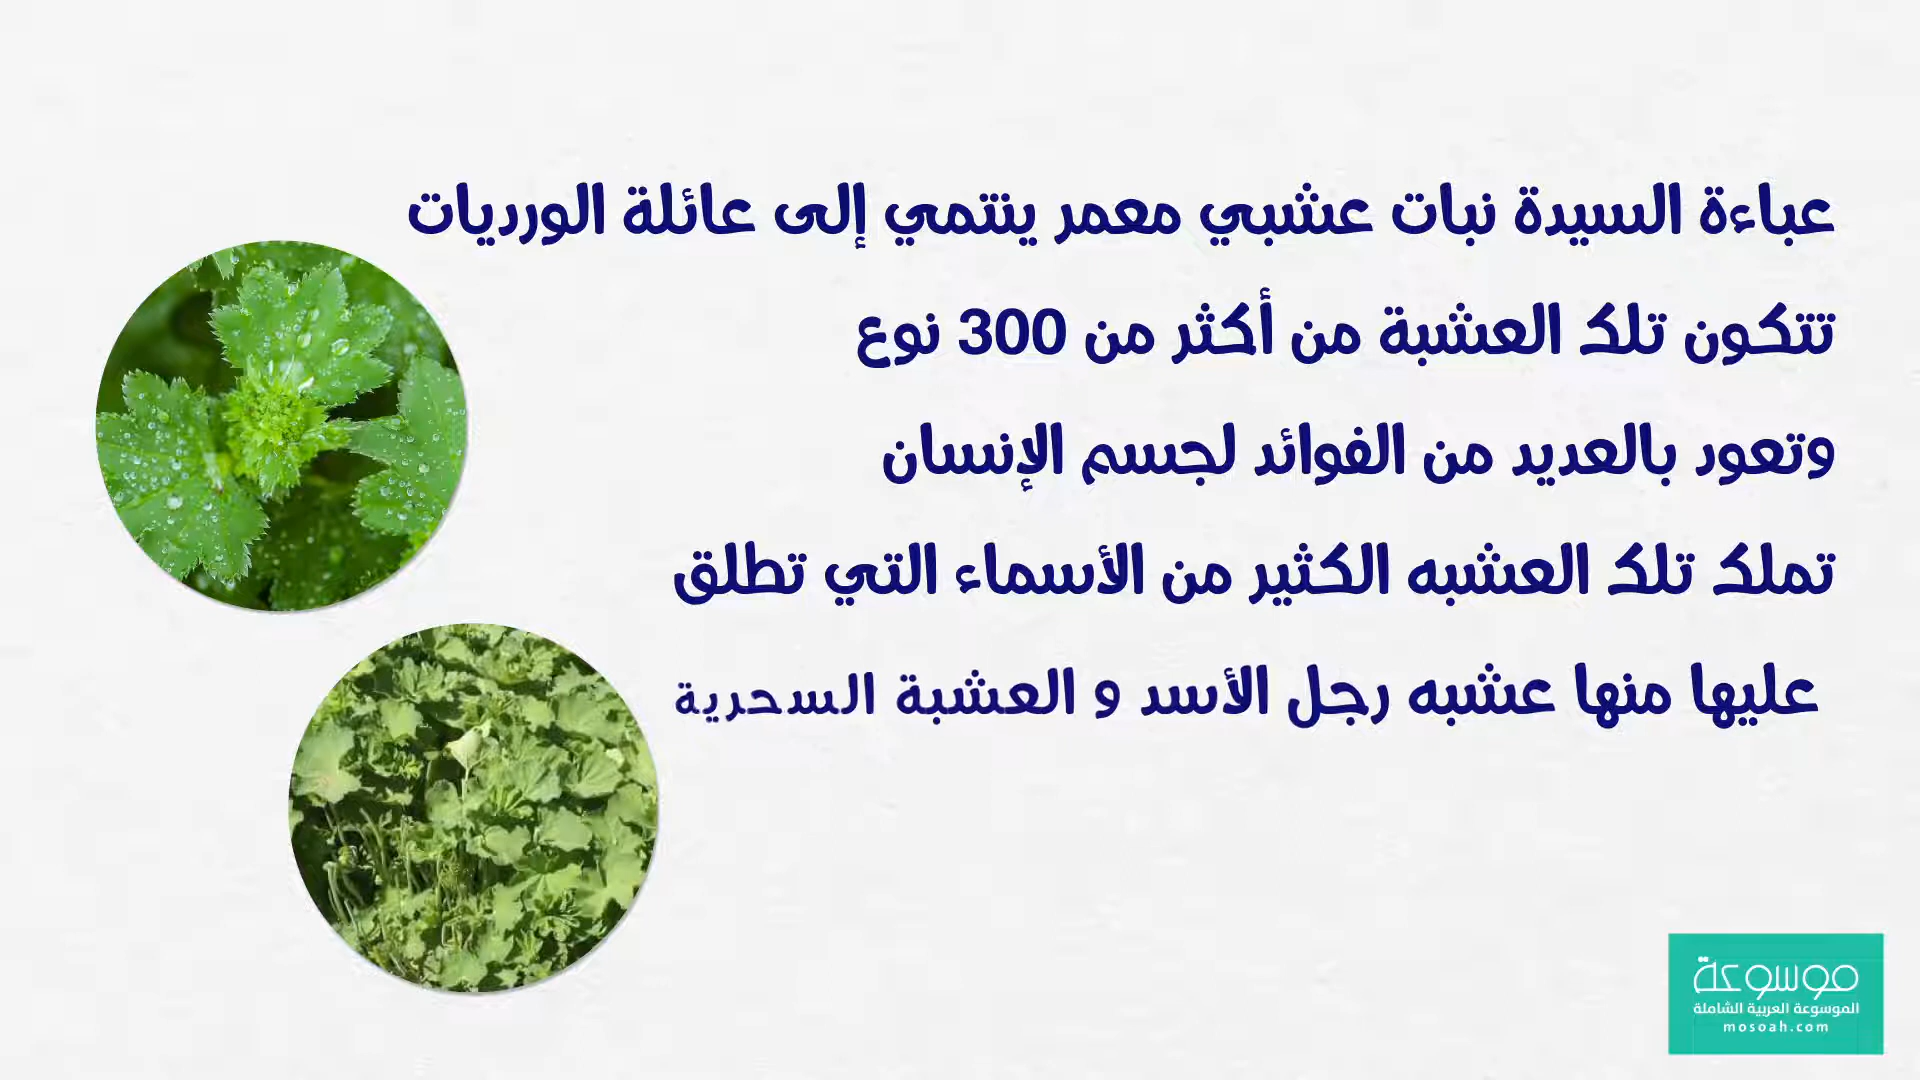 عباءة السيدة نبات عشبي معمر ينتمي إلى عائلة الورديات
تتكون تلك العشبة من أكثر من 300 نوع
وتعود بالعديد من الفوائد لجسم الإنسان
تملك تلك العشبه الكثير من الأسماء التي تطلق
عليها منها عشبه رجل الأسد و العشبة السحرية
موسوعة
الموسوعة العربية الشاملة
mosoah.com